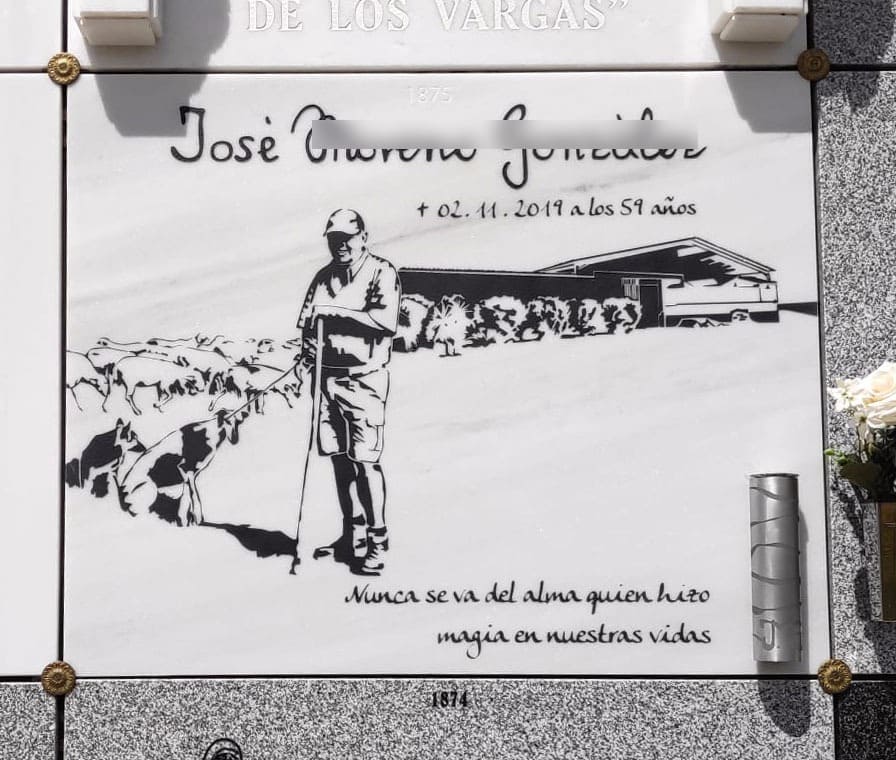 DE LOS VARGAS”
1875
José
✝ 02.11.2019 a los 59 años
Nunca se va del alma quien hizo
magia en nuestras vidas
1874